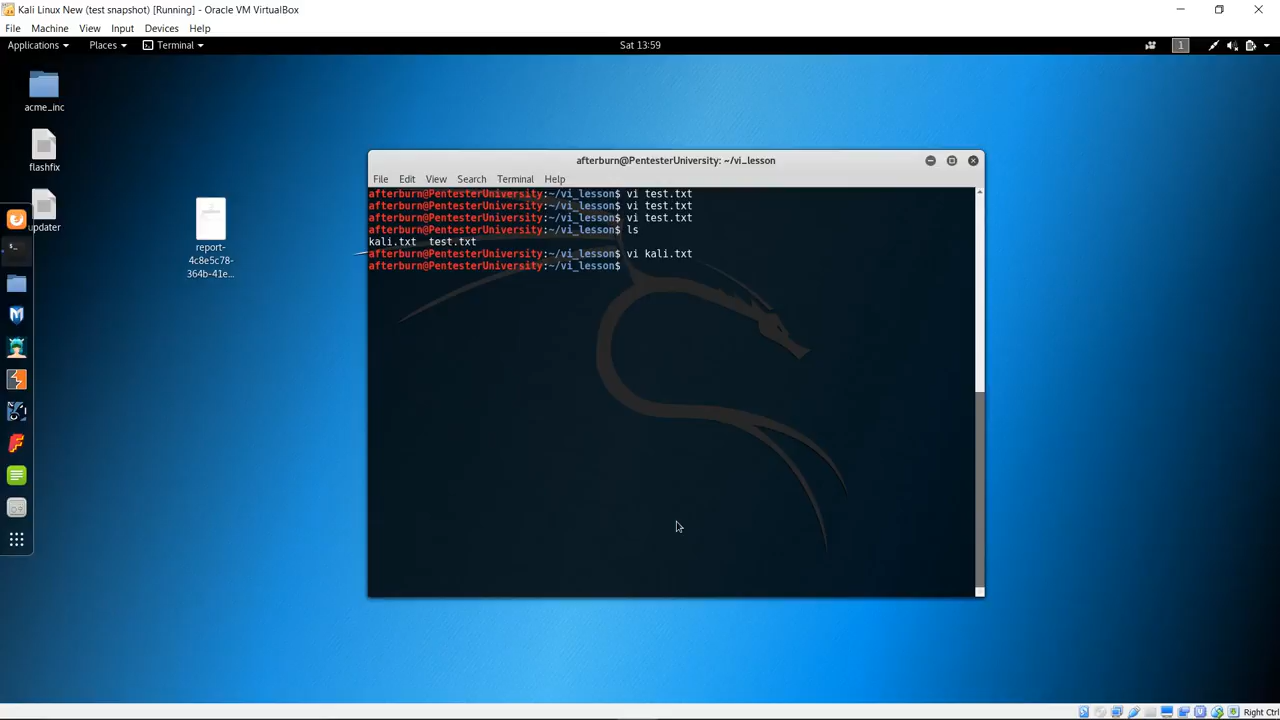 Kali Linux New (test snapshot) [Running] - Oracle VM VirtualBox
File Machine View Input Devices Help
Applications Places Terminal Sat 13:59 1
acme_inc
flashfix
updater
report-
4c8e5c78-
364b-41e...
afterburn@PentesterUniversity: ~/vi_lesson
File Edit View Search Terminal Help
afterburn@PentesterUniversity:~/vi_lesson$ vi test.txt
afterburn@PentesterUniversity:~/vi_lesson$ vi test.txt
afterburn@PentesterUniversity:~/vi_lesson$ vi test.txt
afterburn@PentesterUniversity:~/vi_lesson$ ls
kali.txt  test.txt
afterburn@PentesterUniversity:~/vi_lesson$ vi kali.txt
afterburn@PentesterUniversity:~/vi_lesson$
Right Ctrl